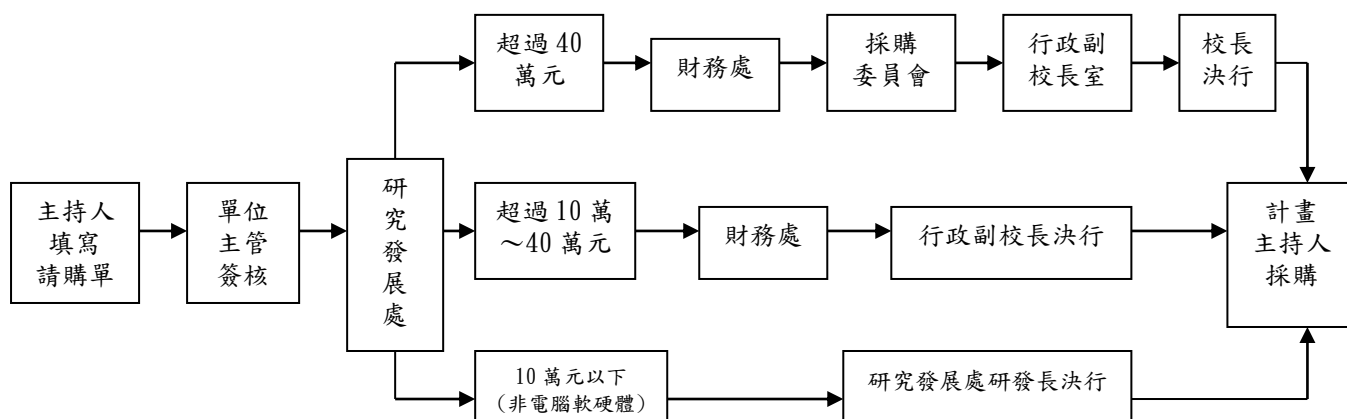 主持人
填寫
請購單
單位
主管
簽核
研
究
發
展
處
超過 40
萬元
財務處
採購
委員會
行政副
校長室
校長
決行
超過 10 萬
～40 萬元
財務處
行政副校長決行
10 萬元以下
（非電腦軟硬體）
研究發展處研發長決行
計畫
主持人
採購